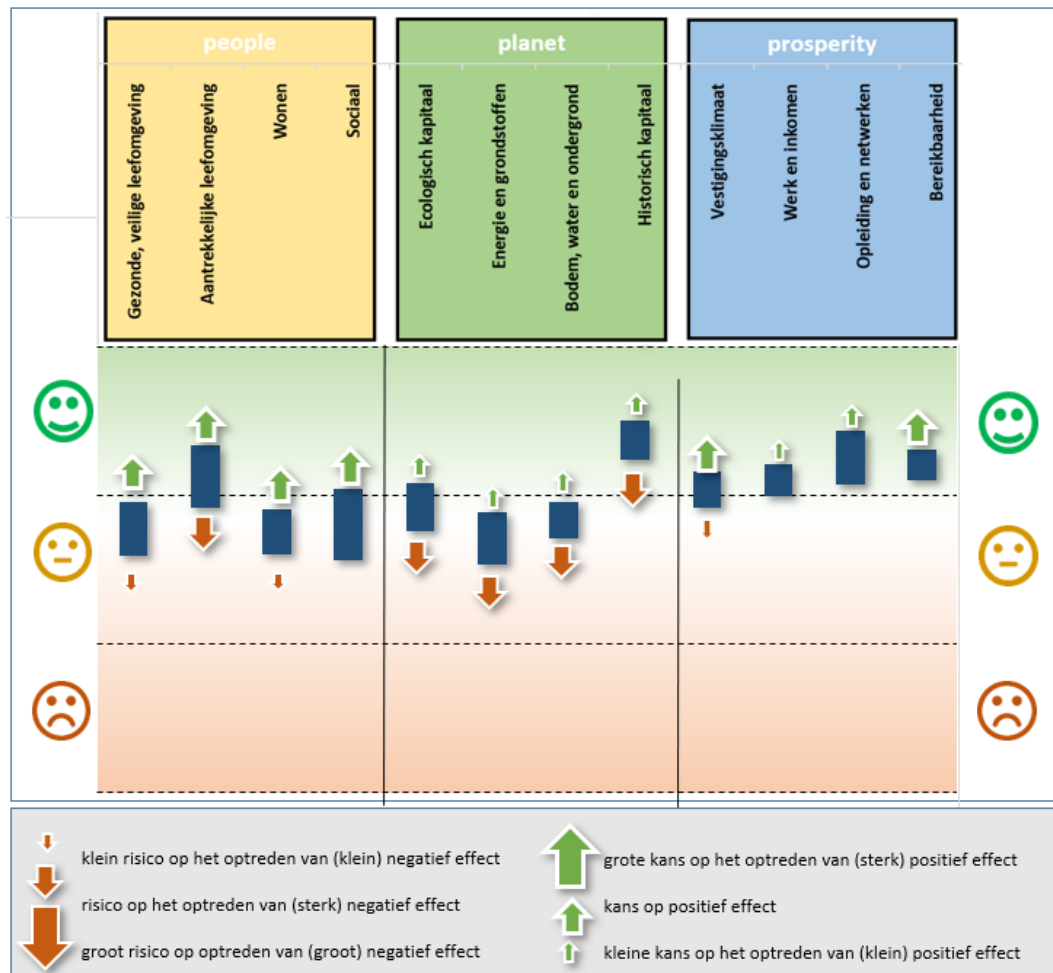 people
planet
prosperity
Gezonde, veilige leefomgeving
Aantrekkelijke leefomgeving
Wonen
Sociaal
Ecologisch kapitaal
Energie en grondstoffen
Bodem, water en ondergrond
Historisch kapitaal
Vestigingsklimaat
Werk en inkomen
Opleiding en netwerken
Bereikbaarheid
klein risico op het optreden van (klein) negatief effect
risico op het optreden van (sterk) negatief effect
groot risico op optreden van (groot) negatief effect
grote kans op het optreden van (sterk) positief effect
kans op positief effect
kleine kans op het optreden van (klein) positief effect